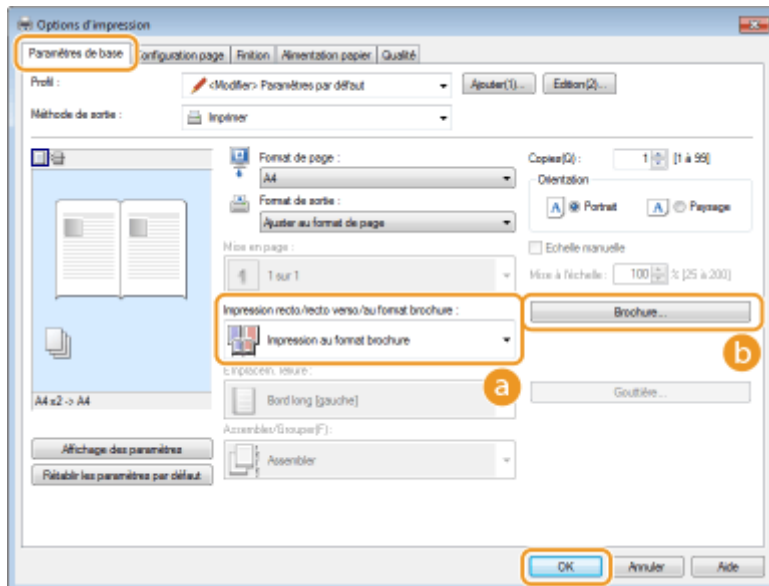 Options d'impression
Paramètres de base Configuration page Finition Alimentation papier Qualité
Profil : <Modifier> Paramètres par défaut Ajouter(1)... Edition(2)...
Méthode de sortie : Imprimer
Format de page : Copies(Q) : 1 [1 à 99]
A4 Orientation
Format de sortie : A Portrait A Paysage
Ajuster au format de page
Mise en page : Echelle manuelle
1 sur 1 Mise à l'échelle : 100 % [25 à 200]
Impression recto./recto verso./au format brochure : Brochure...
Impression au format brochure b
a
Emplacem. reliure :
A4 x2 -> A4 Bord long [gauche] Gouttière...
Assembler/Grouper(F) :
Affichage des paramètres Assembler
Rétablir les paramètres par défaut
OK Annuler Aide